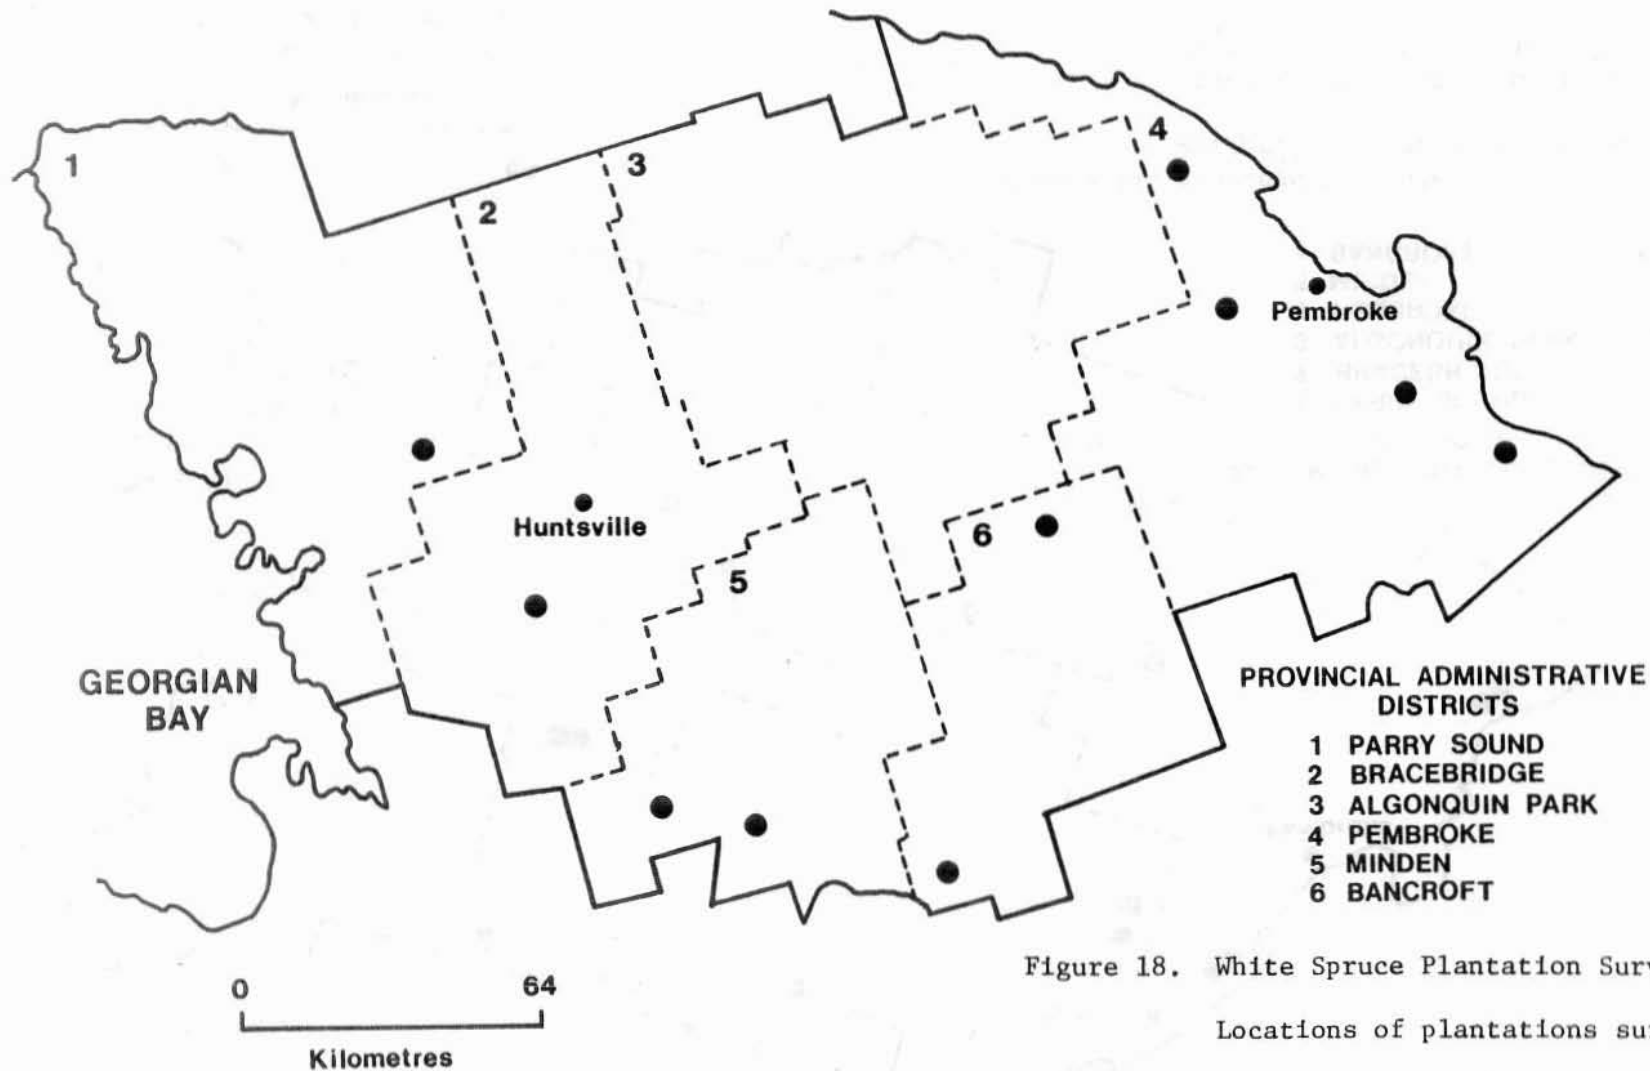 1
2
3
4
Pembroke
Huntsville
5
6
GEORGIAN
BAY
PROVINCIAL ADMINISTRATIVE
DISTRICTS
1 PARRY SOUND
2 BRACEBRIDGE
3 ALGONQUIN PARK
4 PEMBROKE
5 MINDEN
6 BANCROFT
Figure 18. White Spruce Plantation
Locations of plantations
0 64
Kilometres